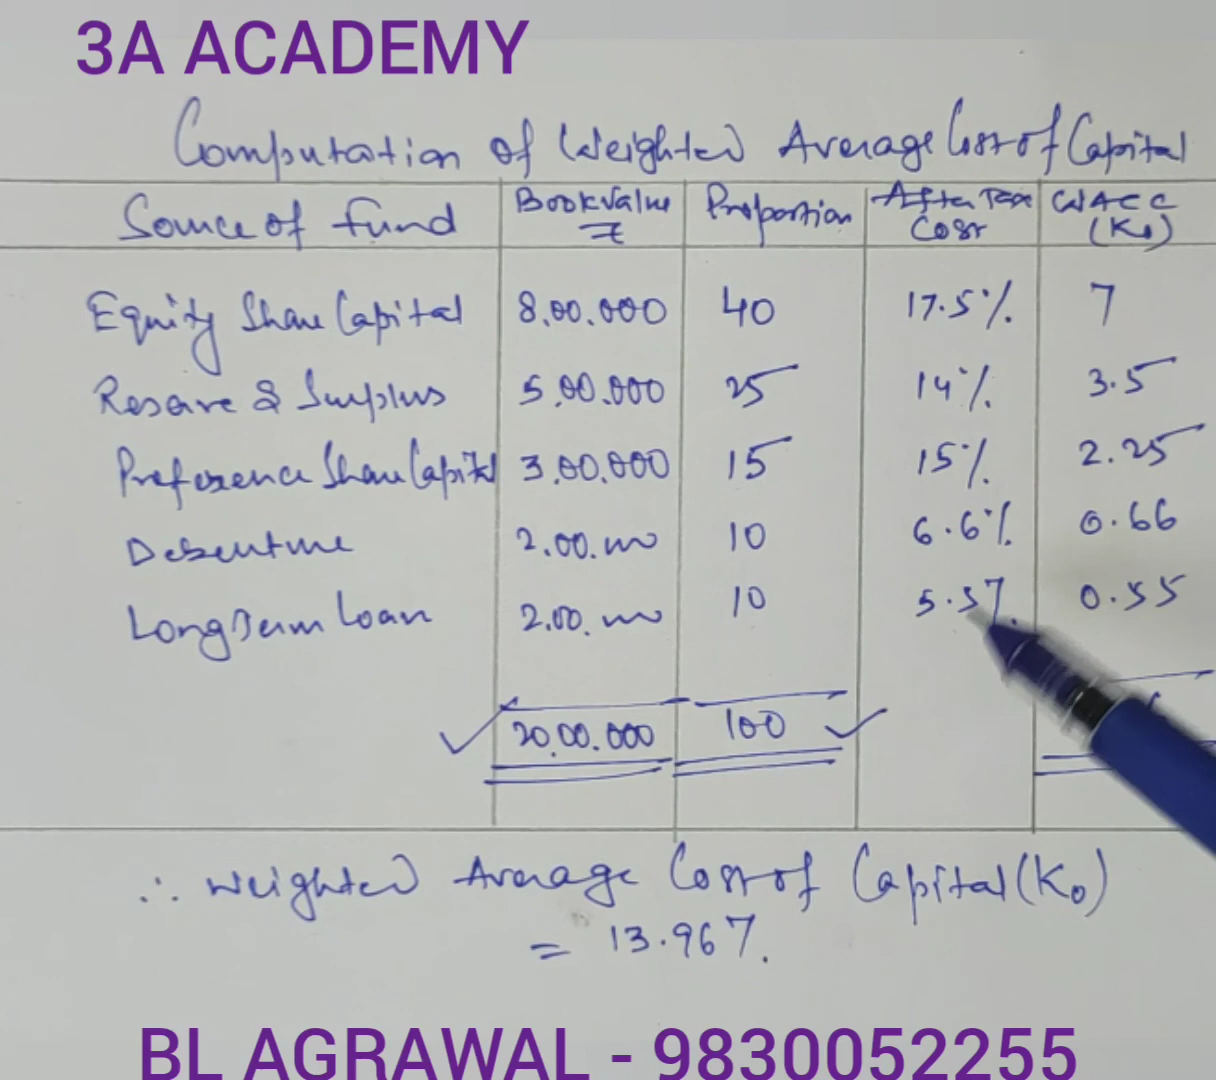 3A ACADEMY
Computation of Weighted Average Cost of Capital
Source of Fund Book Value ₹ Proportion After Tax Cost WACC (Ko)
Equity Share Capital 8,00,000 40 17.5% 7
Reserve & Surplus 5,00,000 25 14% 3.5
Preference Share Capital 3,00,000 15 15% 2.25
Debenture 2,00,000 10 6.6% 0.66
Long Term Loan 2,00,000 10 5.5% 0.55
20,00,000 100
∴ Weighted Average Cost of Capital (Ko)
= 13.96%
BL AGRAWAL - 9830052255